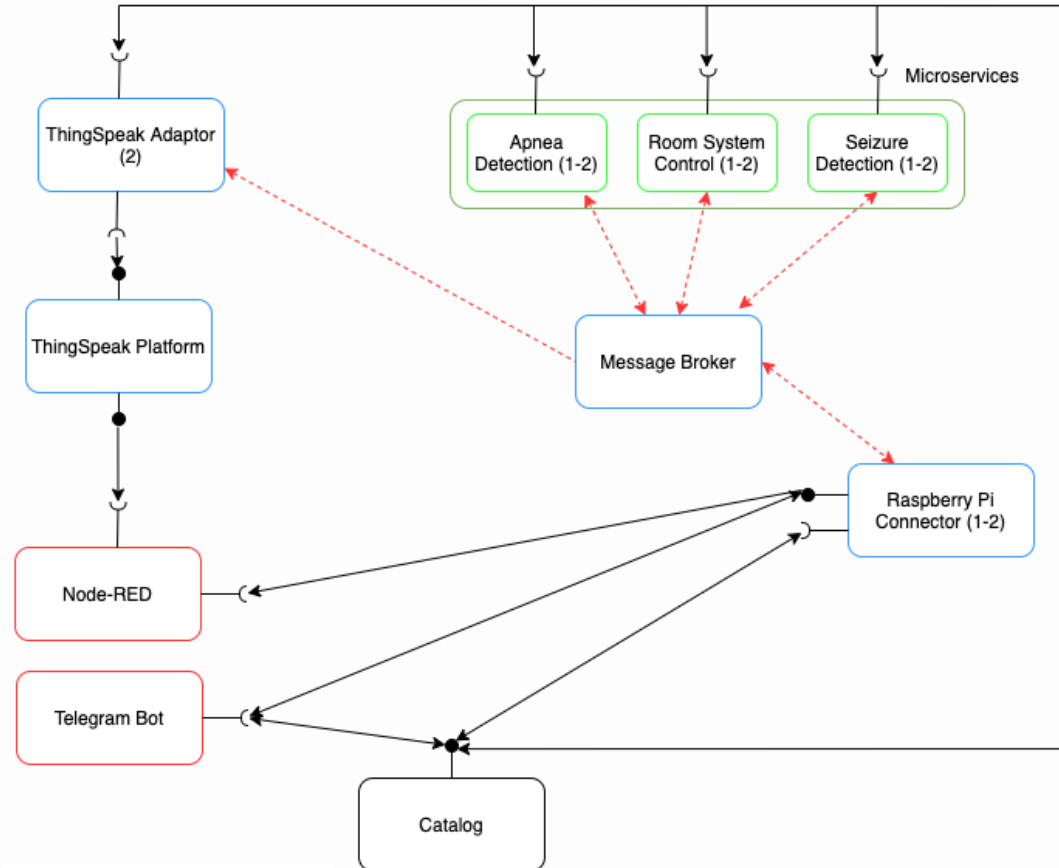 Microservices
ThingSpeak Adaptor
(2)
Apnea
Detection (1-2)
Room System
Control (1-2)
Seizure
Detection (1-2)
ThingSpeak Platform
Message Broker
Raspberry Pi
Connector (1-2)
Node-RED
Telegram Bot
Catalog